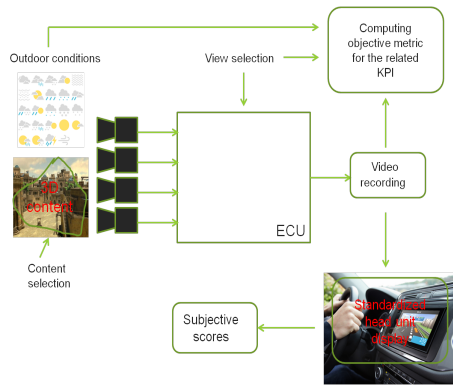 Computing
objective metric
for the related
KPI
Outdoor conditions
View selection
3D
content
ECU
Video
recording
Content
selection
Subjective
scores
Standardized
head unit
display